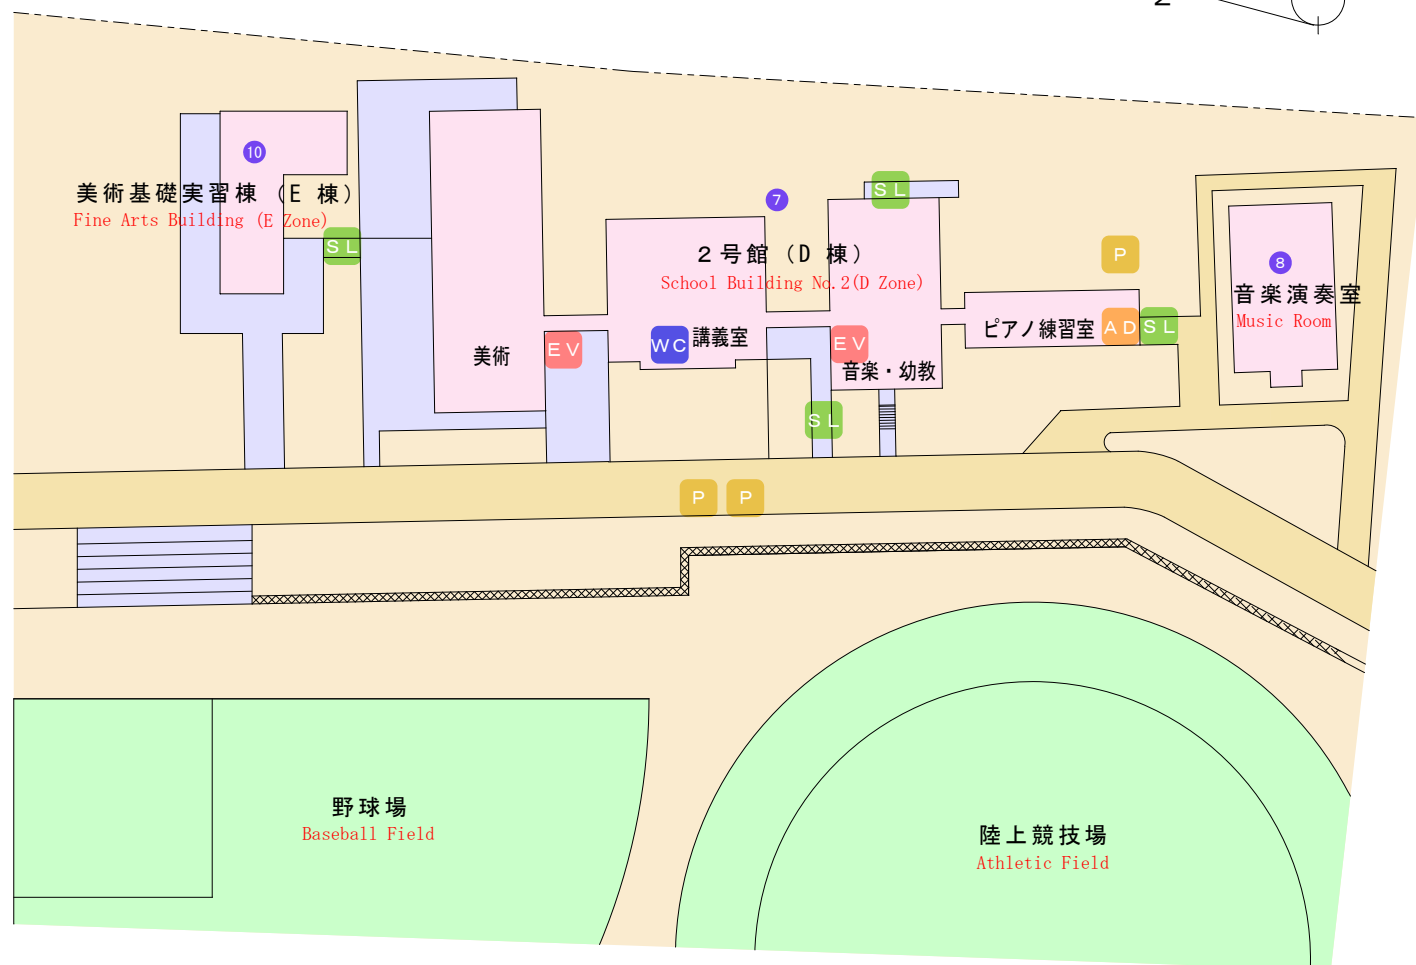 10
美術基礎実習棟（E 棟）
Fine Arts Building (E Zone)
SL
7
SL
2号館（D 棟）
School Building No.2(D Zone)
P
8
音楽演奏室
Music Room
ピアノ練習室
AD
SL
美術
EV
WC
講義室
EV
音楽・幼教
SL
P
P
野球場
Baseball Field
陸上競技場
Athletic Field